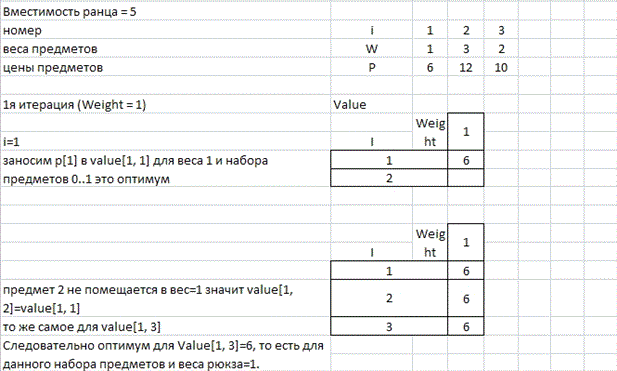 Вместимость ранца = 5
номер i 1 2 3
веса предметов W 1 3 2
цены предметов P 6 12 10
1я итерация (Weight = 1) Value
i=1 I Weig
ht 1
заносим p[1] в value[1, 1] для веса 1 и набора 1 6
предметов 0..1 это оптимум 2
I Weig
ht 1
1 6
предмет 2 не помещается в вес=1 значит value[1,
2]=value[1, 1] 2 6
то же самое для value[1, 3] 3 6
Следовательно оптимум для Value[1, 3]=6, то есть для
данного набора предметов и веса рюкза=1.